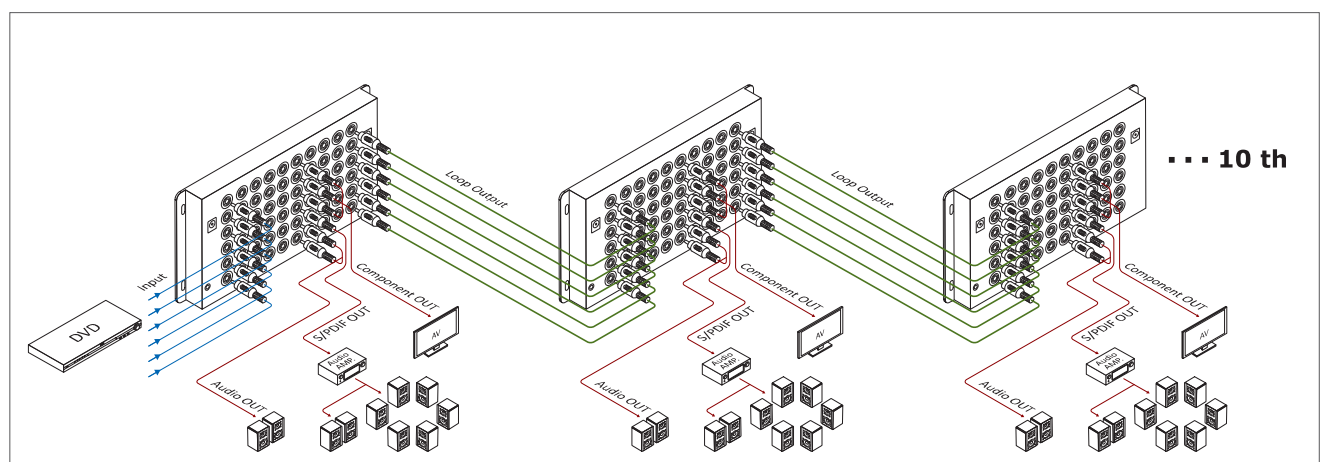 Input
DVD
Loop Output
Component OUT
S/PDIF OUT
AV
Audio
AMP.
Audio OUT
Loop Output
Component OUT
S/PDIF OUT
AV
Audio
AMP.
Audio OUT
Component OUT
S/PDIF OUT
AV
Audio
AMP.
Audio OUT
▪ ▪ ▪ 10 th